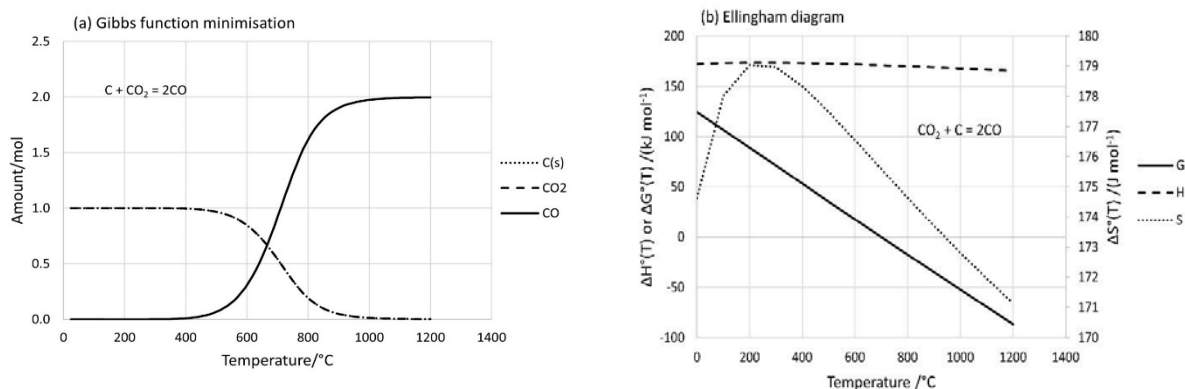 (a) Gibbs function minimisation
2.5
2.0
1.5
1.0
0.5
0.0
Amount/mol
C + CO₂ = 2CO
0 200 400 600 800 1000 1200 1400
Temperature/°C
C(s)
CO2
CO
(b) Ellingham diagram
200
150
100
50
0
-50
-100
ΔH°(T) or ΔG°(T) /(kJ mol⁻¹)
CO₂ + C = 2CO
180
179
178
177
176
175
174
173
172
171
170
ΔS°(T) /(J mol⁻¹)
0 200 400 600 800 1000 1200 1400
Temperature /°C
G
H
S